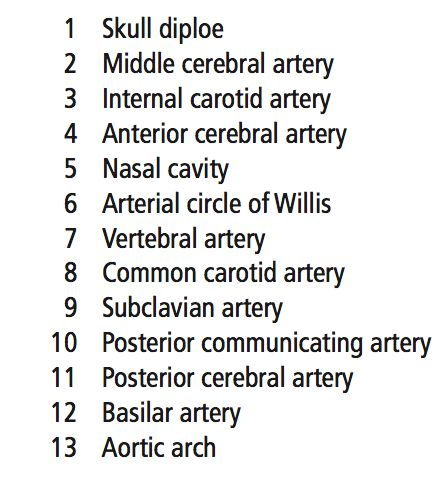 1 Skull diploe
2 Middle cerebral artery
3 Internal carotid artery
4 Anterior cerebral artery
5 Nasal cavity
6 Arterial circle of Willis
7 Vertebral artery
8 Common carotid artery
9 Subclavian artery
10 Posterior communicating artery
11 Posterior cerebral artery
12 Basilar artery
13 Aortic arch